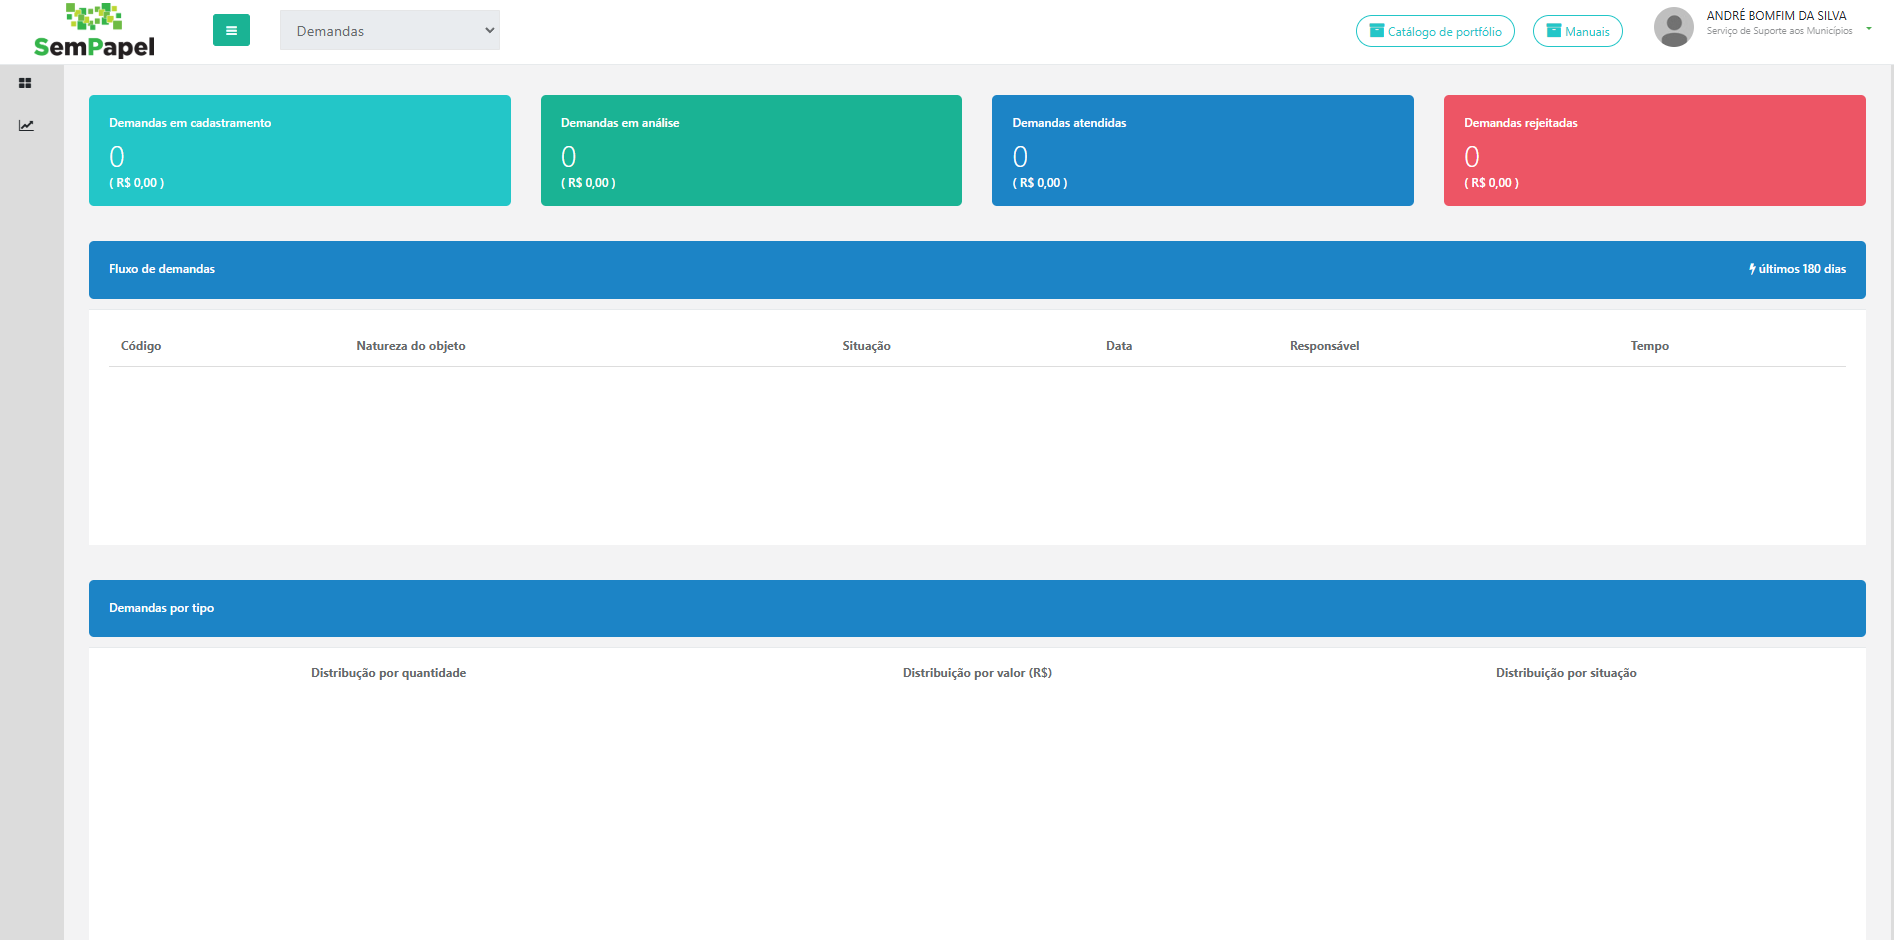 SemPapel
Demandas
Catálogo de portfólio
Manuais
ANDRÉ BOMFIM DA SILVA
Serviço de Suporte aos Municípios
Demandas em cadastramento
0
( R$ 0,00 )
Demandas em análise
0
( R$ 0,00 )
Demandas atendidas
0
( R$ 0,00 )
Demandas rejeitadas
0
( R$ 0,00 )
Fluxo de demandas
últimos 180 dias
Código Natureza do objeto Situação Data Responsável Tempo
Demandas por tipo
Distribução por quantidade
Distribuição por valor (R$)
Distribuição por situação